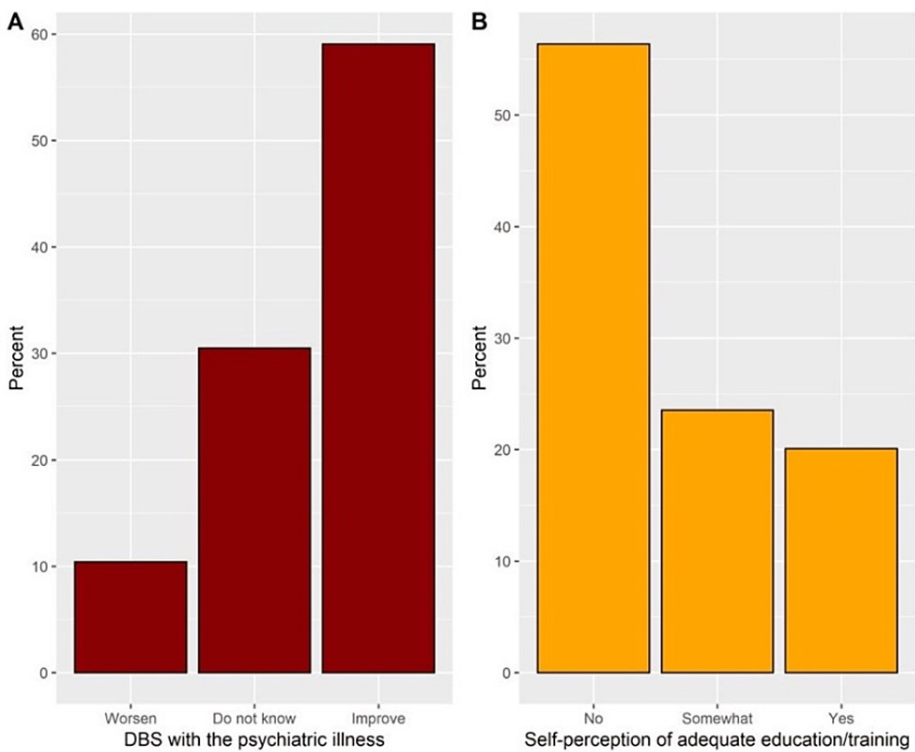 A
Percent
60
50
40
30
20
10
0
Worsen Do not know Improve
DBS with the psychiatric illness
B
Percent
50
40
30
20
10
0
No Somewhat Yes
Self-perception of adequate education/training